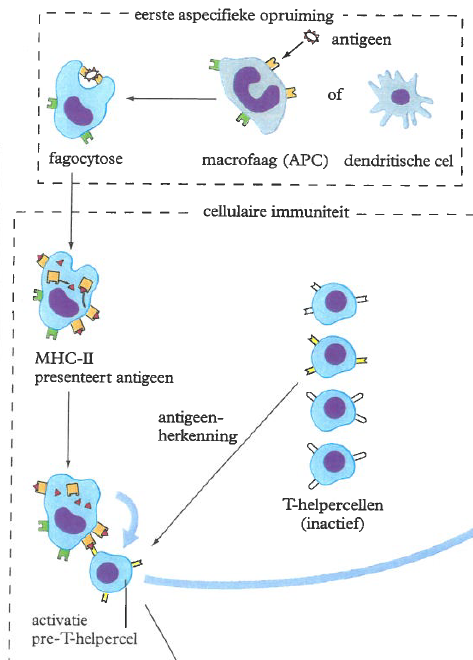 eerste aspecifieke opruiming
antigeen
of
fagocytose
macrofaag (APC)
dendritische cel
cellulaire immuniteit
MHC-II
presenteert antigeen
antigeen-
herkenning
T-helpercellen
(inactief)
activatie
pre-T-helpercel